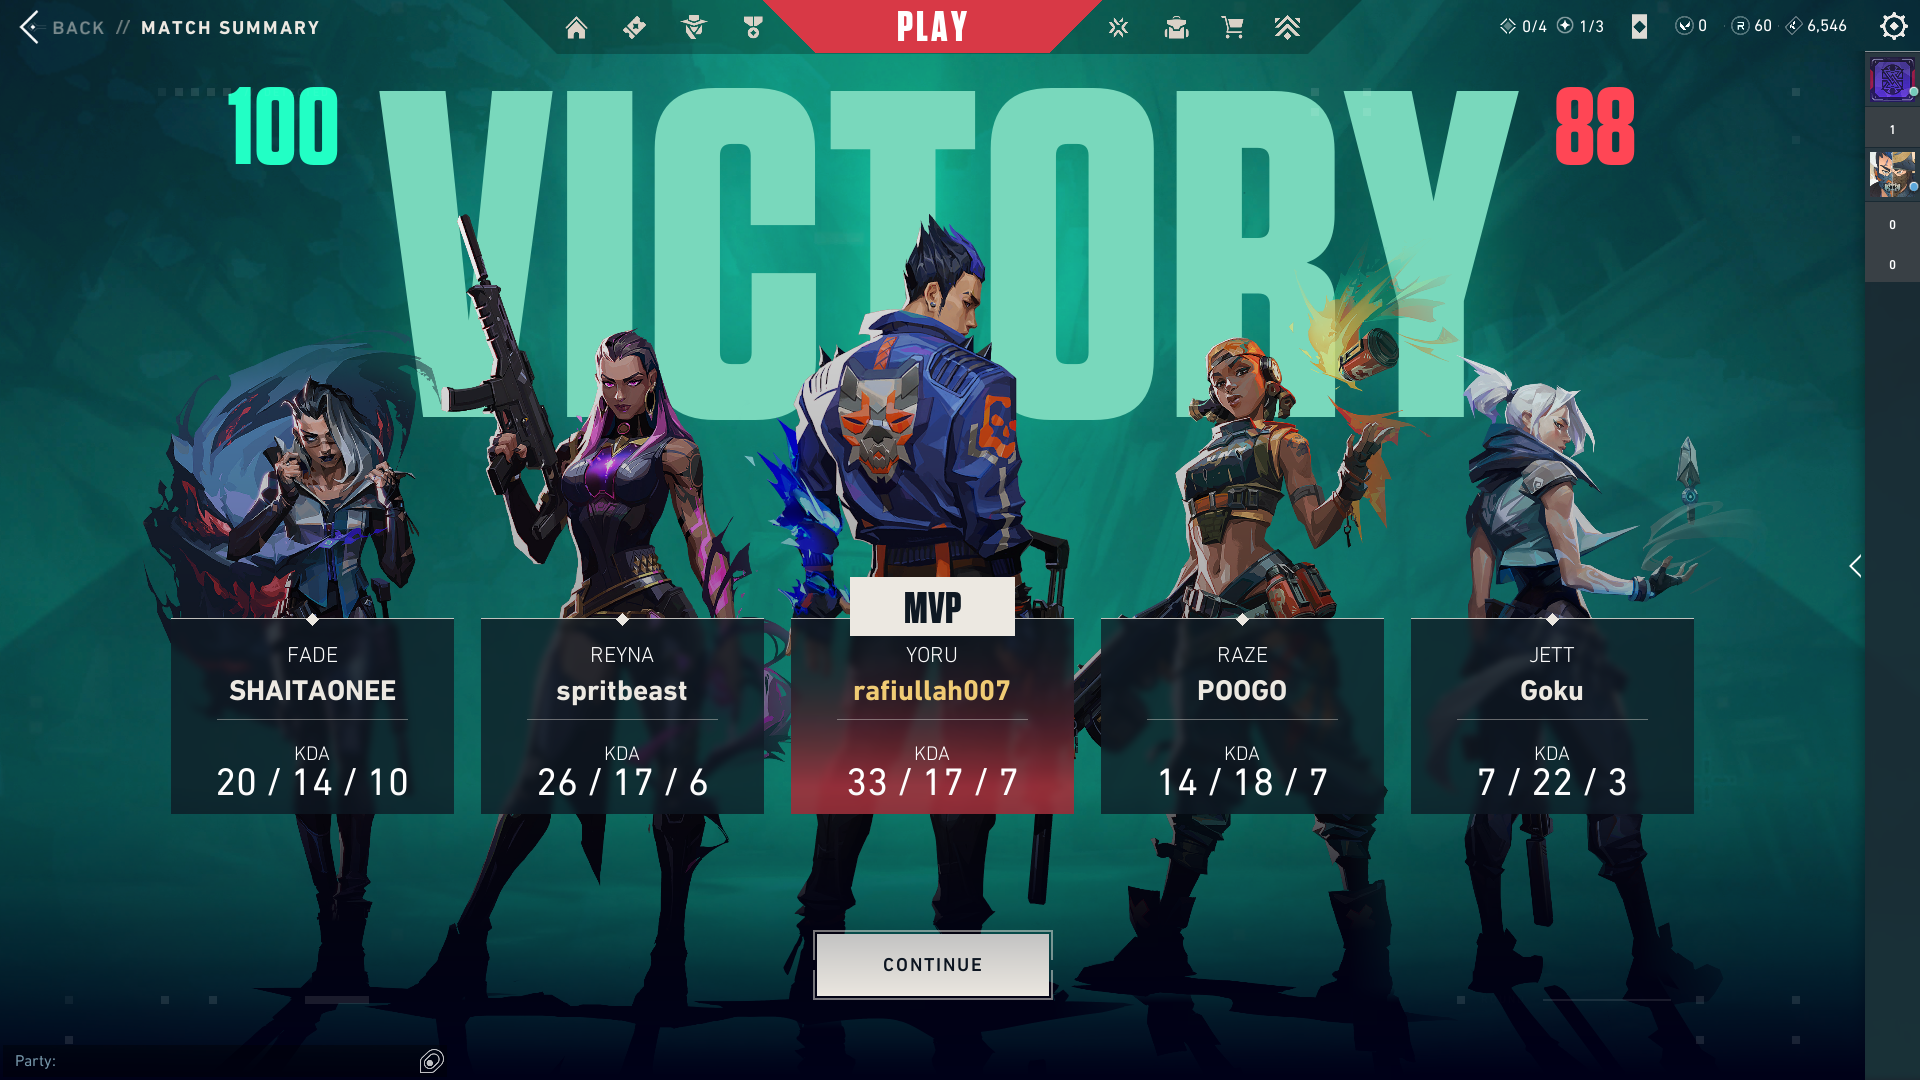 BACK // MATCH SUMMARY
PLAY
0/4 1/3 0 60 6,546
100
VICTORY
88
1
0
0
MVP
FADE
SHAITAONEE
KDA
20 / 14 / 10
REYNA
spritbeast
KDA
26 / 17 / 6
YORU
rafiullah007
KDA
33 / 17 / 7
RAZE
POOGO
KDA
14 / 18 / 7
JETT
Goku
KDA
7 / 22 / 3
CONTINUE
Party: